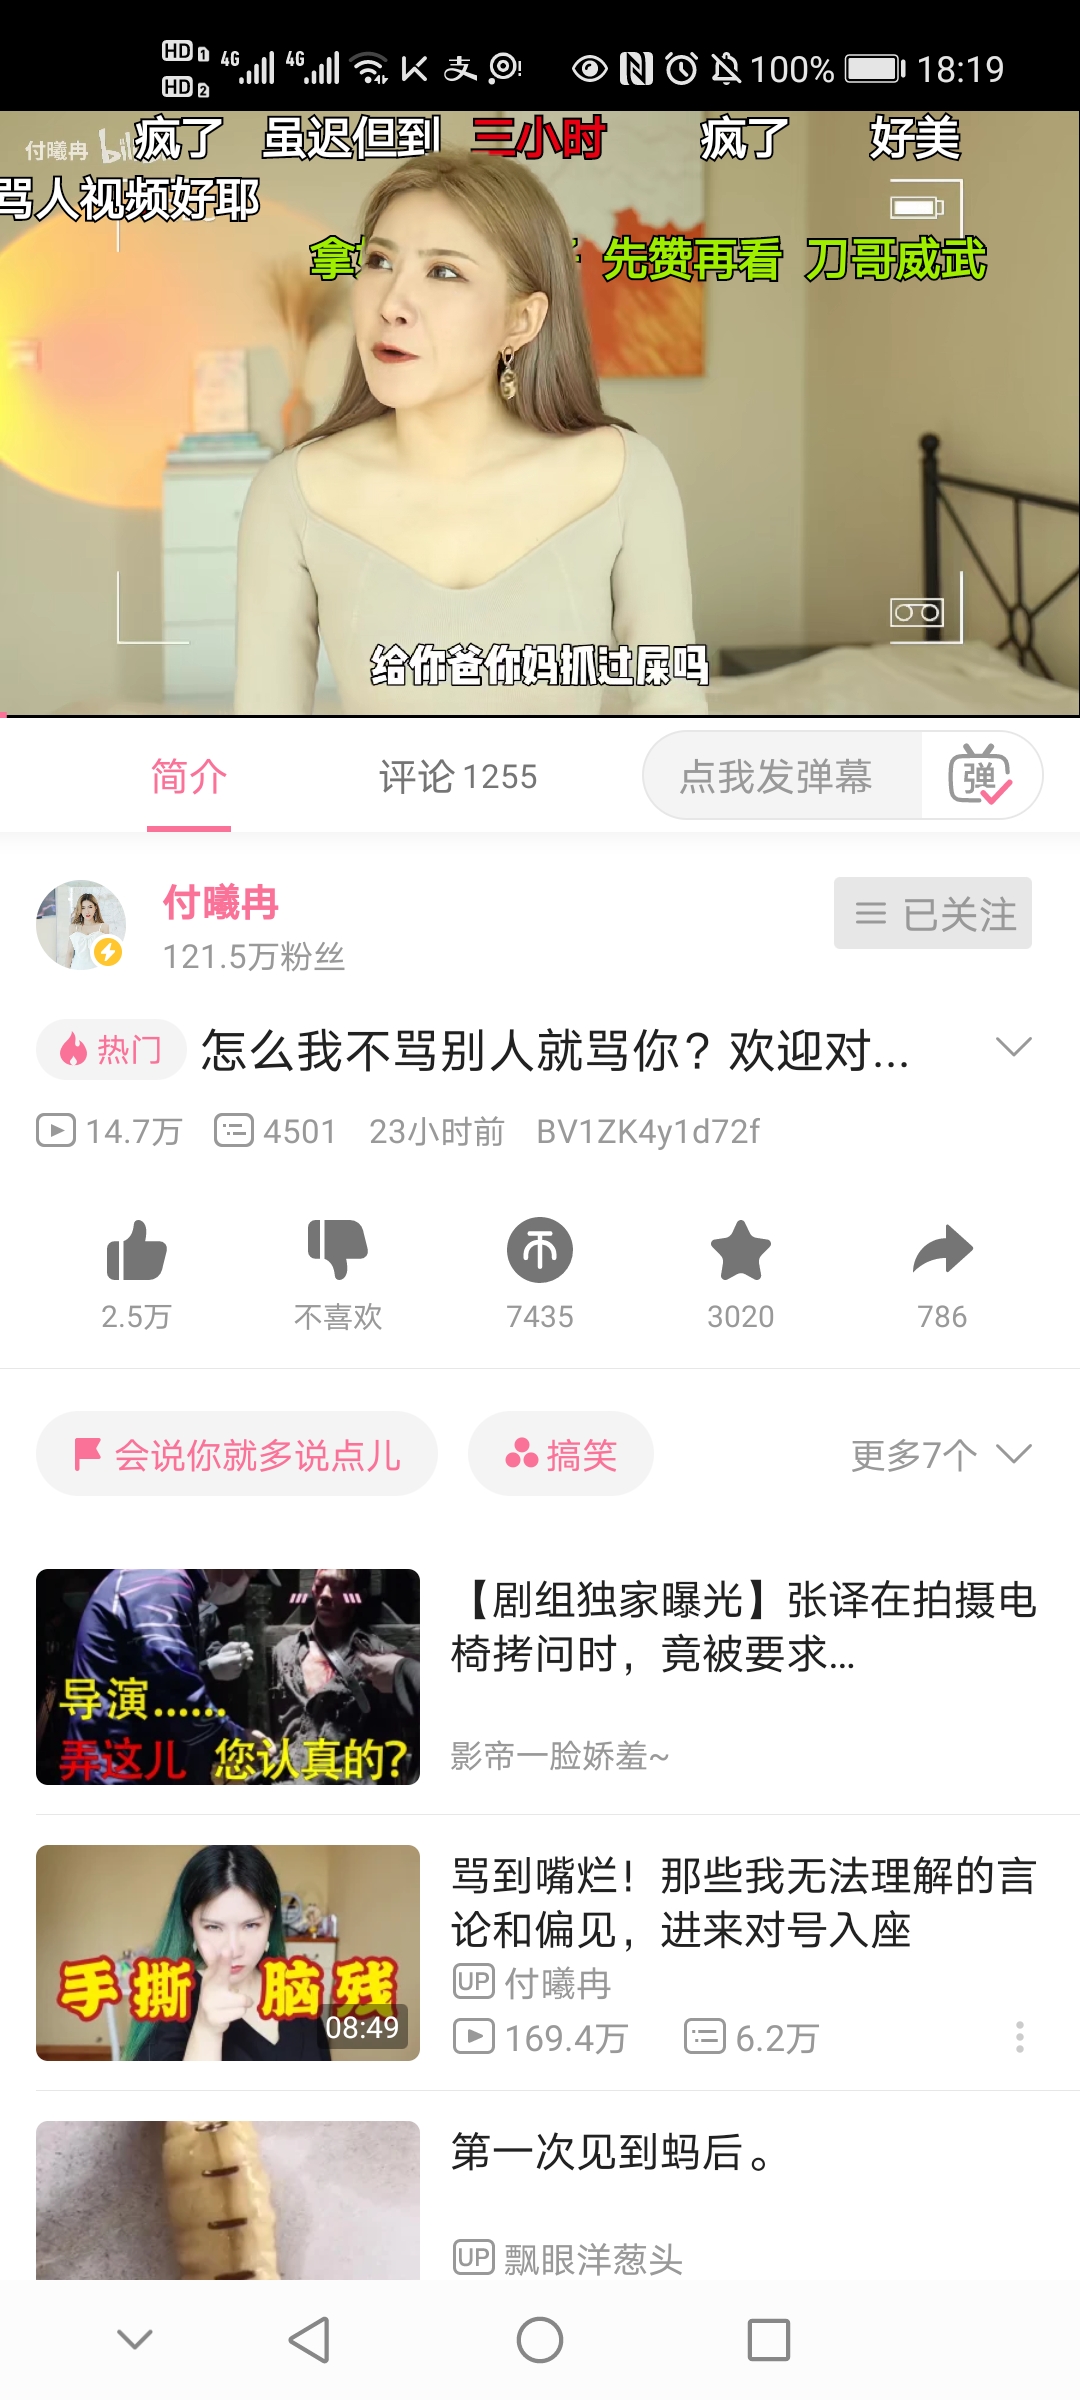 HD 1 4G 4G 100% 18:19
HD 2
付曦冉 疯了 虽迟但到 三小时 疯了 好美
骂人视频好耶
先赞再看 刀哥威武
给你爸你妈抓过屎吗
简介 评论 1255 点我发弹幕 弹
付曦冉
121.5万粉丝
已关注
热门 怎么我不骂别人就骂你？欢迎对...
14.7万 4501 23小时前 BV1ZK4y1d72f
2.5万 不喜欢 7435 3020 786
会说你就多说点儿 搞笑 更多7个
【剧组独家曝光】张译在拍摄电
椅拷问时，竟被要求...
影帝一脸娇羞~
导演......
弄这儿 您认真的?
骂到嘴烂！那些我无法理解的言
论和偏见，进来对号入座
UP 付曦冉
169.4万 6.2万
手撕 脑残
08:49
第一次见到蚂后。
UP 飘眼洋葱头